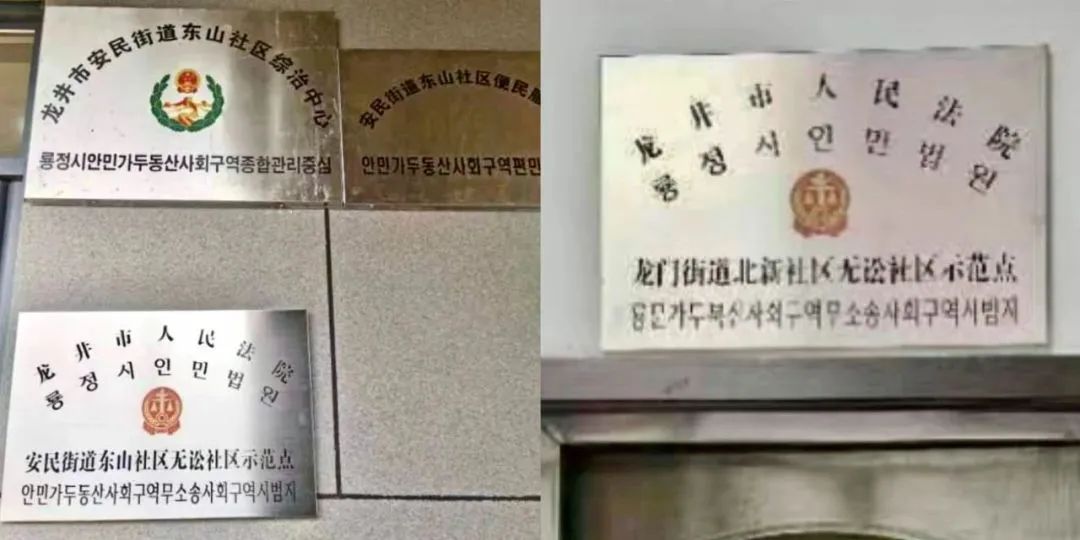 龙井市安民街道东山社区综治中心
룡정시안민가두동산사회구역종합관리중심
安民街道东山社区便民
안민가두동산사회구역편민
龙井市人民法院
룡정시인민법원
安民街道东山社区无讼社区示范点
안민가두동산사회구역무소송사회구역시범지
龙井市人民法院
룡정시인민법원
龙门街道北新社区无讼社区示范点
룡문가두북신사회구역무소송사회구역시범지